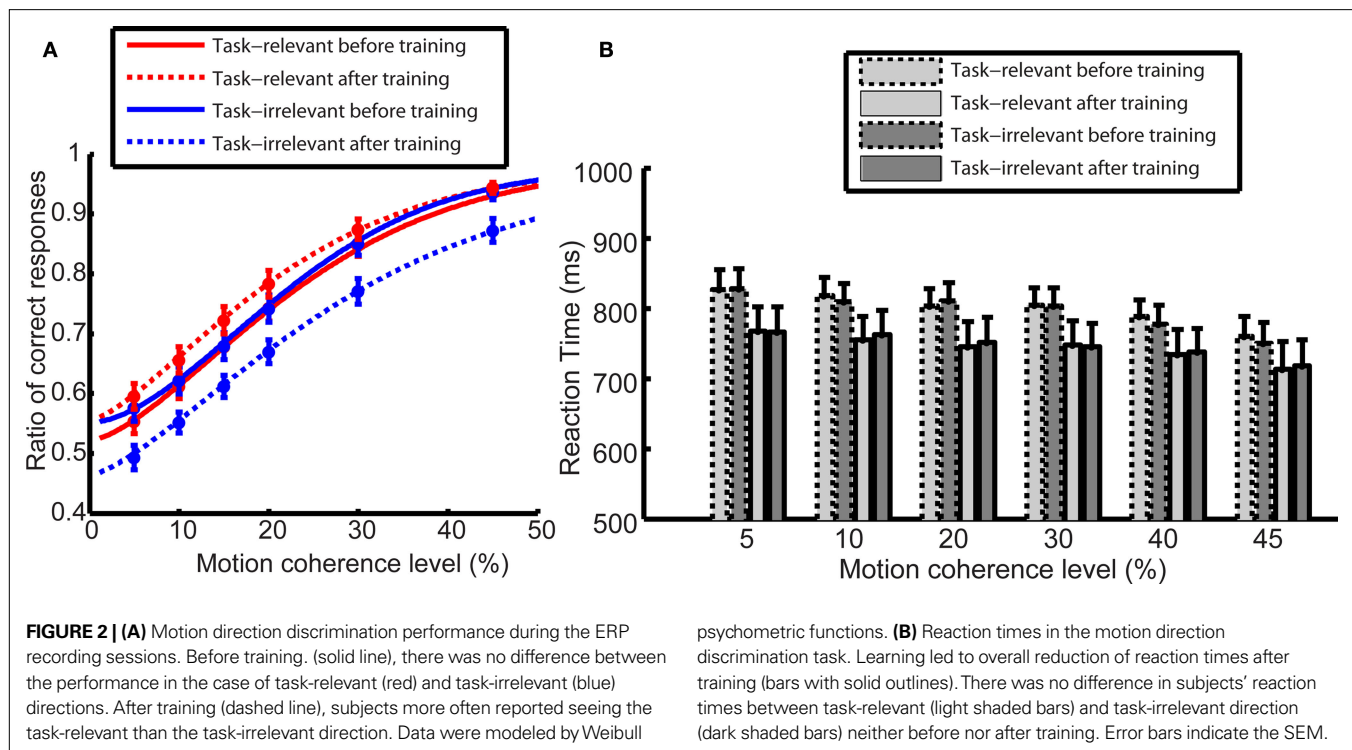 A
Task–relevant before training
Task–relevant after training
Task–irrelevant before training
Task–irrelevant after training
1
0.9
0.8
0.7
0.6
0.5
0.4
0
10
20
30
40
50
Ratio of correct responses
Motion coherence level (%)
B
Task–relevant before training
Task–relevant after training
Task–irrelevant before training
Task–irrelevant after training
1000
900
800
700
600
500
5
10
20
30
40
45
Reaction Time (ms)
Motion coherence level (%)
FIGURE 2 | (A) Motion direction discrimination performance during the ERP
recording sessions. Before training. (solid line), there was no difference between
the performance in the case of task-relevant (red) and task-irrelevant (blue)
directions. After training (dashed line), subjects more often reported seeing the
task-relevant than the task-irrelevant direction. Data were modeled by Weibull
psychometric functions. (B) Reaction times in the motion direction
discrimination task. Learning led to overall reduction of reaction times after
training (bars with solid outlines). There was no difference in subjects' reaction
times between task-relevant (light shaded bars) and task-irrelevant direction
(dark shaded bars) neither before nor after training. Error bars indicate the SEM.